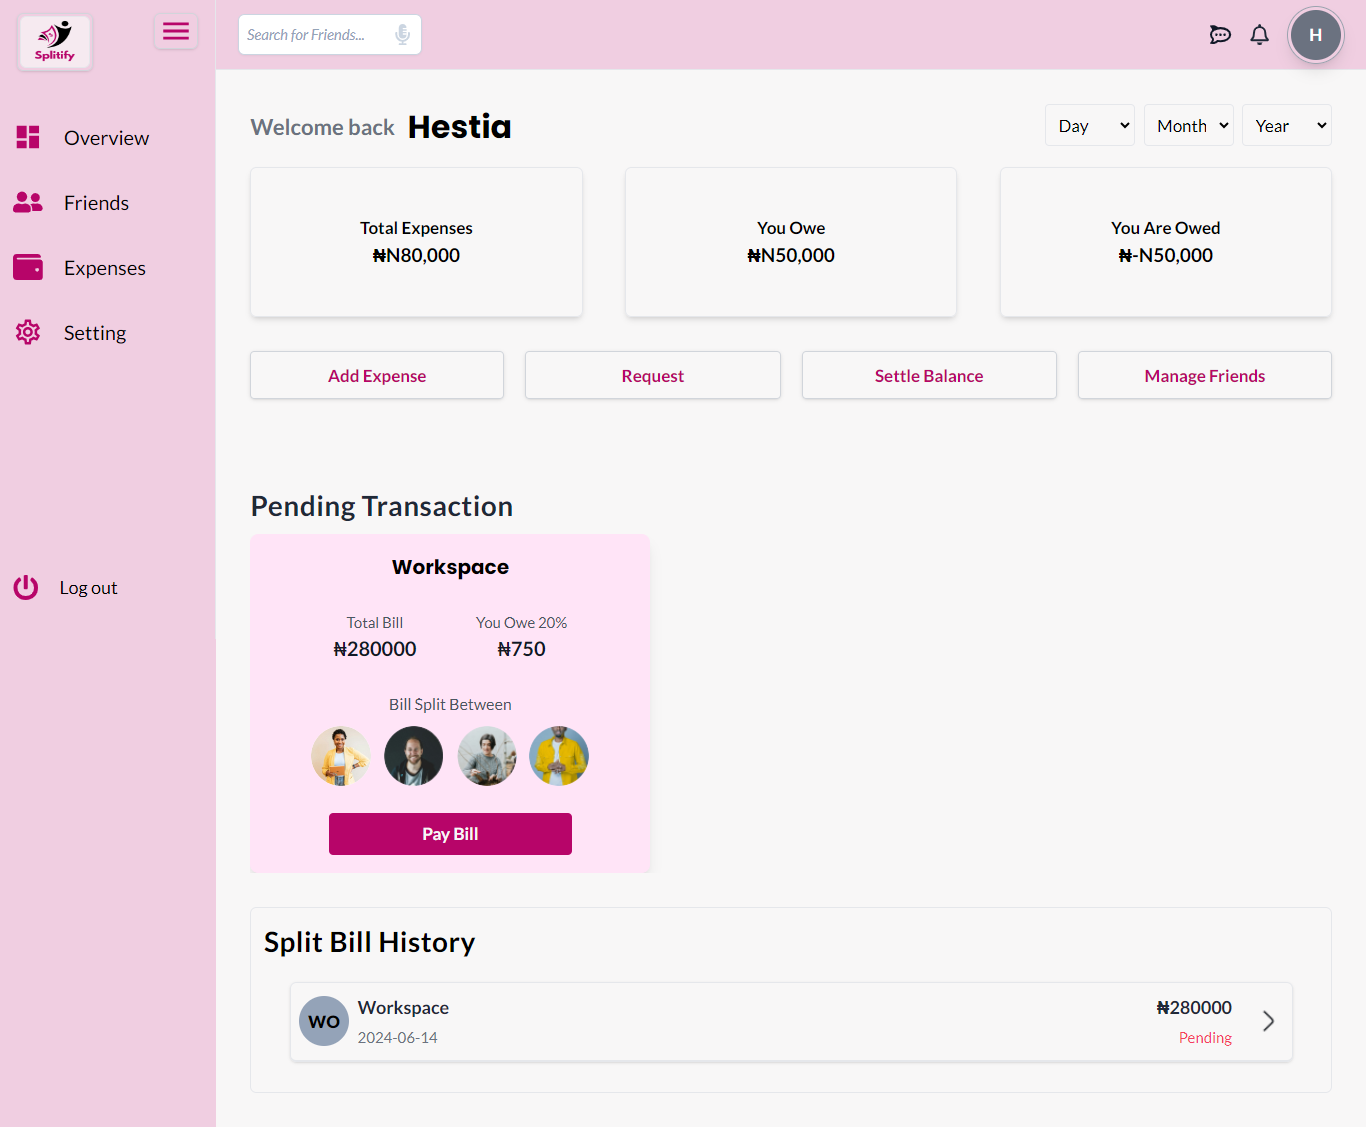 Splitify
Search for Friends...
H
Overview
Friends
Expenses
Setting
Log out
Welcome back Hestia
Day
Month
Year
Total Expenses
₦N80,000
You Owe
₦N50,000
You Are Owed
₦-N50,000
Add Expense
Request
Settle Balance
Manage Friends
Pending Transaction
Workspace
Total Bill
₦280000
You Owe 20%
₦750
Bill Split Between
Pay Bill
Split Bill History
WO
Workspace
2024-06-14
₦280000
Pending